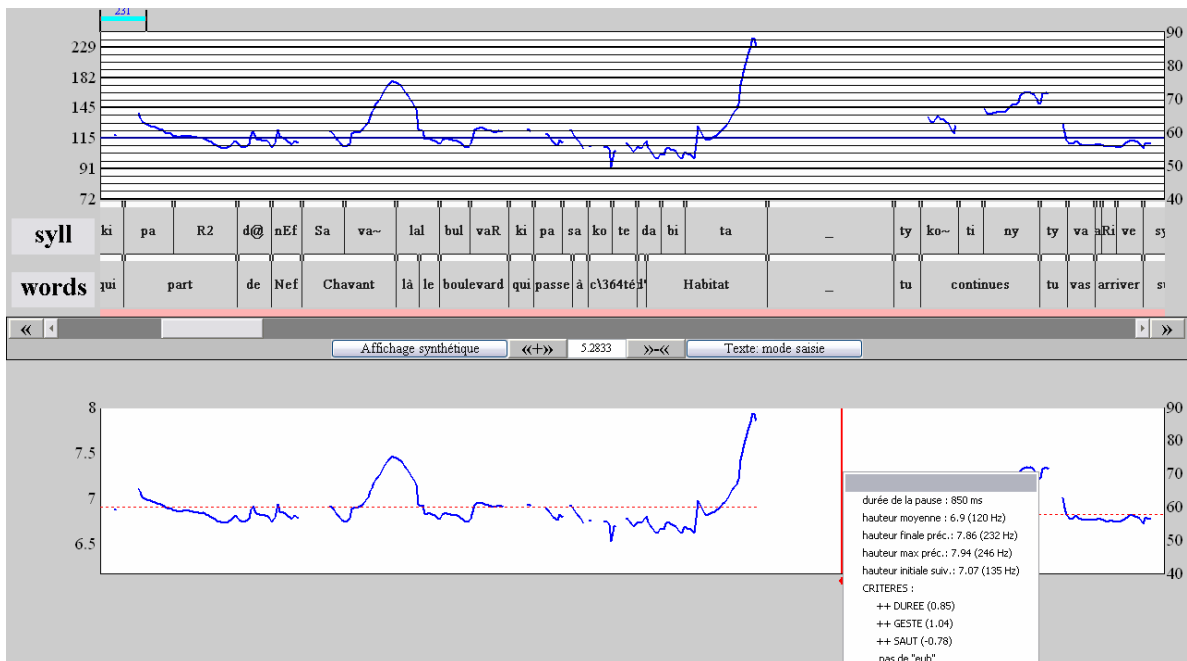 231
90
229
80
182
70
145
60
115
50
91
72
40
syll ki pa R2 d@ nEf Sa va~ lal bul vaR ki pa sa ko te da bi ta _ ty ko~ ti ny ty va aRi ve sy
words qui part de Nef Chavant là le boulevard qui passe à c\364té d' Habitat _ tu continues tu vas arriver su
« »
Affichage synthétique ««+»» 5.2833 »»-«« Texte: mode saisie
8 90
80
7.5
70
7 60
6.5 50
40
durée de la pause : 850 ms
hauteur moyenne : 6.9 (120 Hz)
hauteur finale préc.: 7.86 (232 Hz)
hauteur max préc.: 7.94 (246 Hz)
hauteur initiale suiv.: 7.07 (135 Hz)
CRITERES :
++ DUREE (0.85)
++ GESTE (1.04)
++ SAUT (-0.78)
pas de "euh"